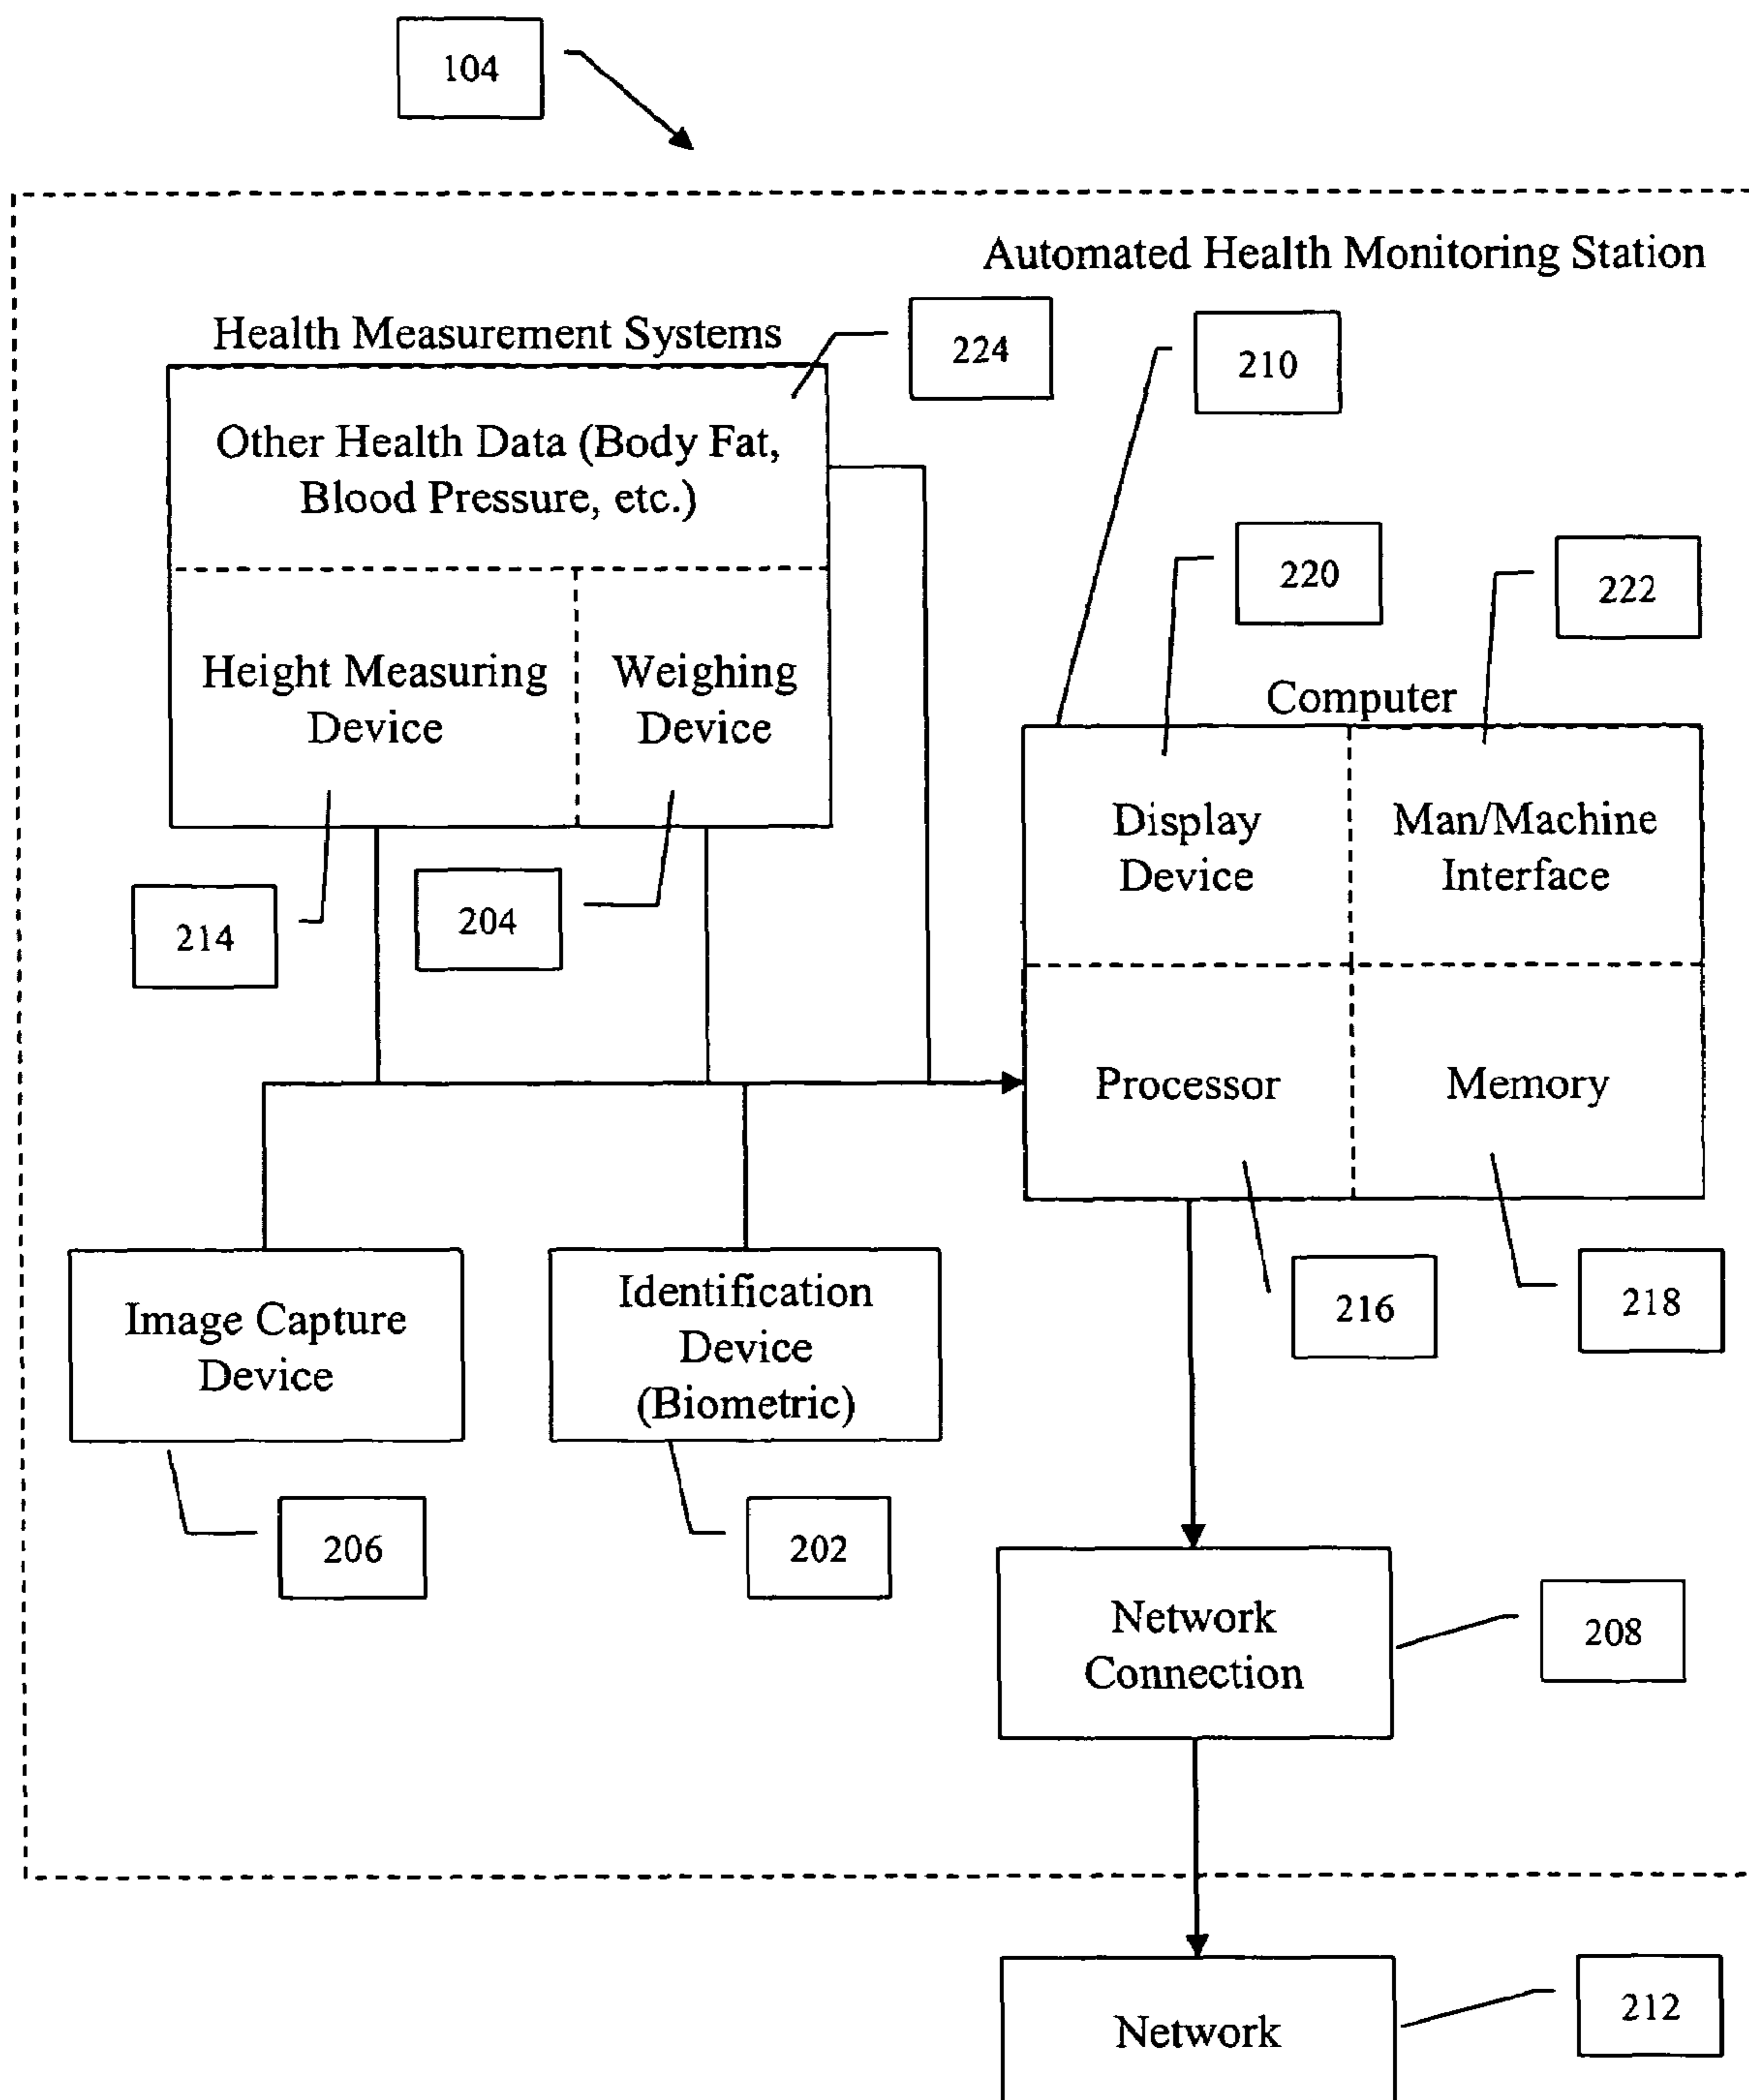 104
Automated Health Monitoring Station
Health Measurement Systems
224
210
Other Health Data (Body Fat,
Blood Pressure, etc.)
220
222
Height Measuring
Device
Weighing
Device
Computer
Display
Device
Man/Machine
Interface
214
204
Processor
Memory
Image Capture
Device
Identification
Device
(Biometric)
216
218
206
202
Network
Connection
208
Network
212